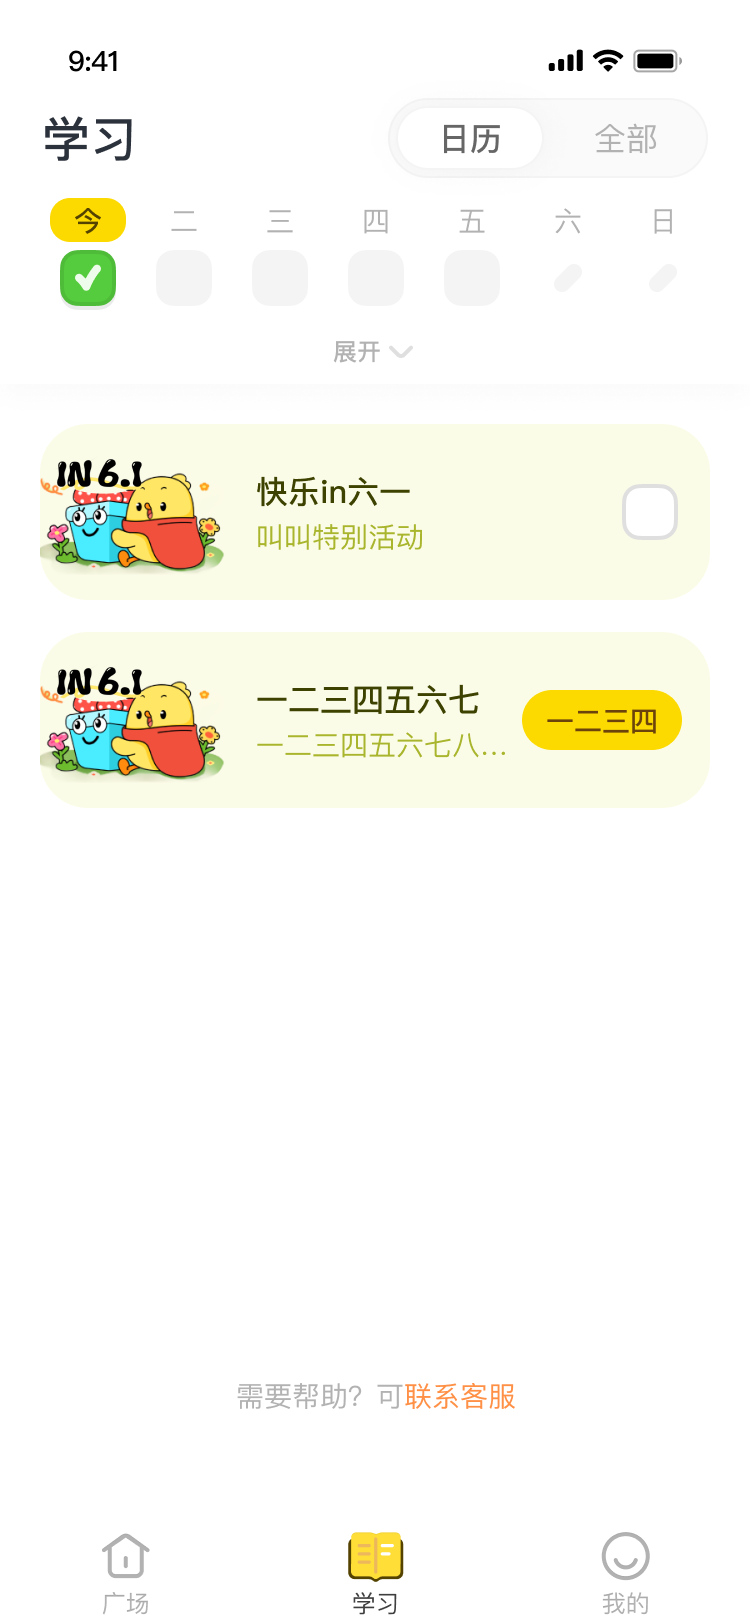 9:41
学习
日历 全部
今 二 三 四 五 六 日
展开
IN 6.1
快乐in六一
叫叫特别活动
IN 6.1
一二三四五六七
一二三四五六七八...
一二三四
需要帮助？可联系客服
广场 学习 我的